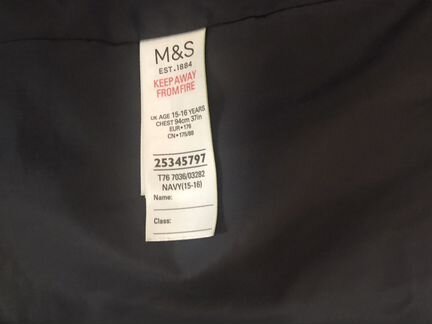 M&S
EST.1884
KEEP AWAY
FROM FIRE
UK AGE 15-16 YEARS
CHEST 94cm 37in
EUR•176
CN•175/88
25345797
T76 7036/03282
NAVY(15-16)
Name:
Class: